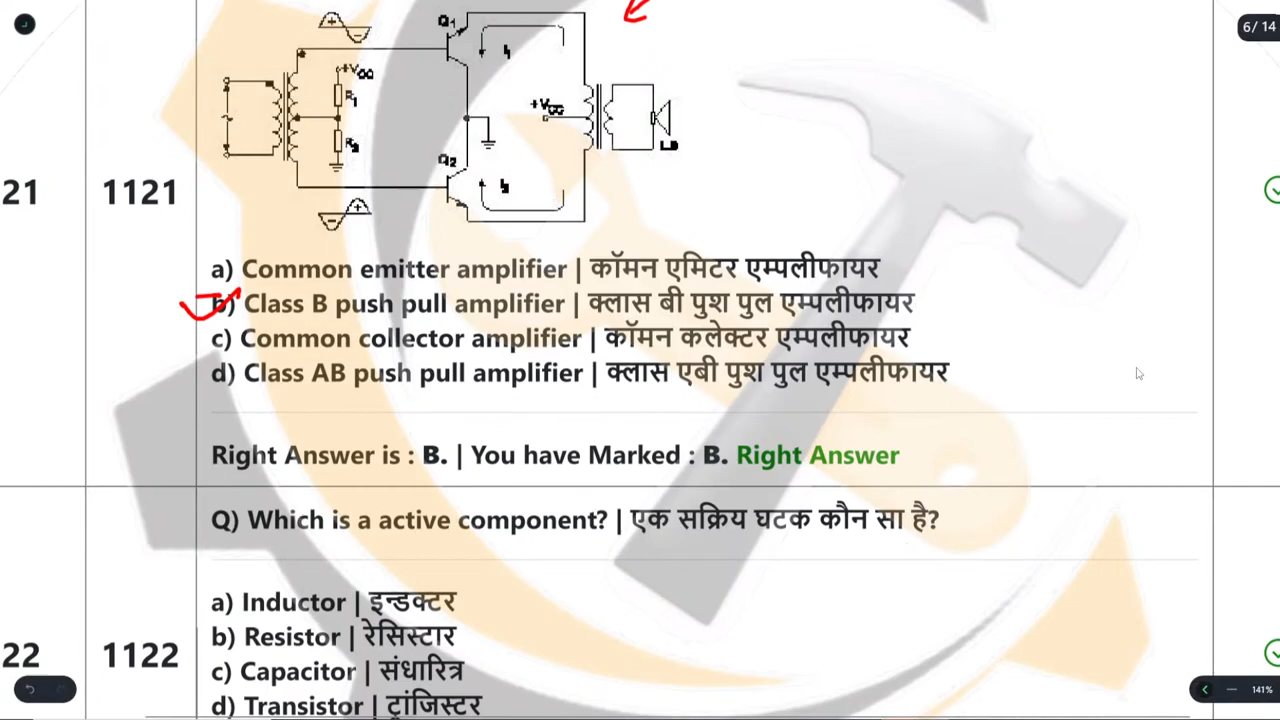 6/ 14
Q1
I1
+VCC
R1
+VCC
R2
LS
Q2
I2
21
1121
a) Common emitter amplifier | कॉमन एमिटर एम्पलीफायर
b) Class B push pull amplifier | क्लास बी पुश पुल एम्पलीफायर
c) Common collector amplifier | कॉमन कलेक्टर एम्पलीफायर
d) Class AB push pull amplifier | क्लास एबी पुश पुल एम्पलीफायर
Right Answer is : B. | You have Marked : B. Right Answer
Q) Which is a active component? | एक सक्रिय घटक कौन सा है?
a) Inductor | इन्डक्टर
b) Resistor | रेसिस्टार
22
1122
c) Capacitor | संधारित्र
d) Transistor | ट्रांजिस्टर
141%